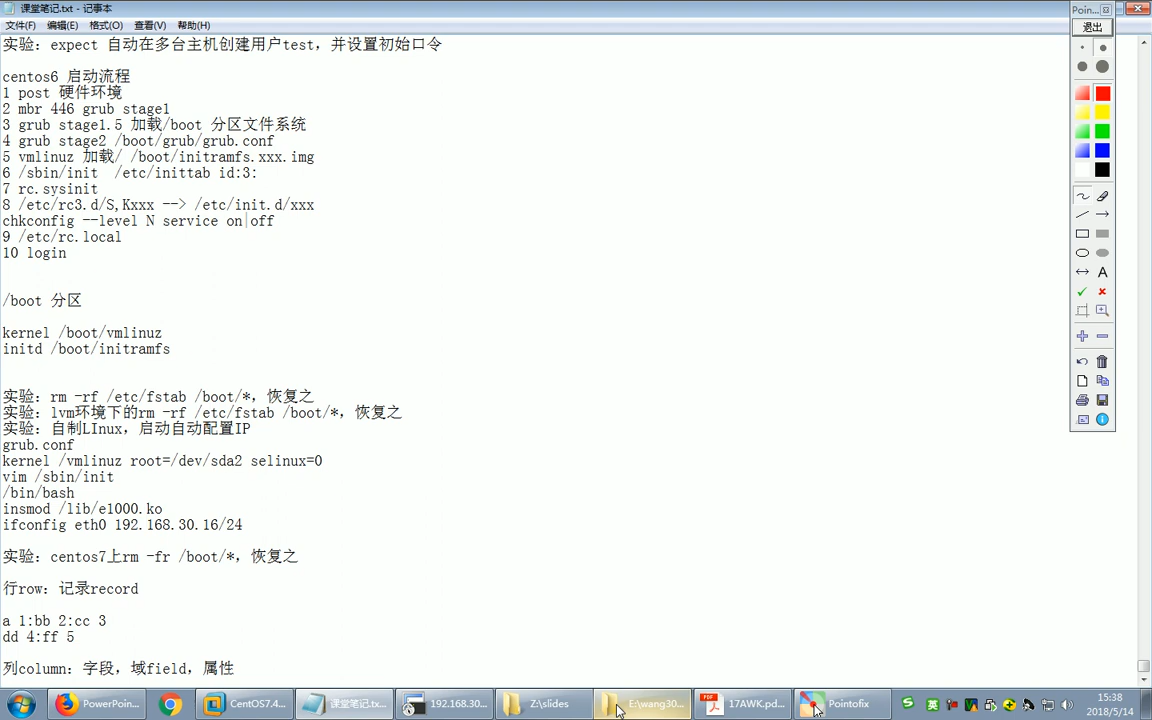 课堂笔记.txt - 记事本
文件(F) 编辑(E) 格式(O) 查看(V) 帮助(H)
实验：expect 自动在多台主机创建用户test，并设置初始口令
centos6 启动流程
1 post 硬件环境
2 mbr 446 grub stage1
3 grub stage1.5 加载/boot 分区文件系统
4 grub stage2 /boot/grub/grub.conf
5 vmlinuz 加载/ /boot/initramfs.xxx.img
6 /sbin/init  /etc/inittab id:3:
7 rc.sysinit
8 /etc/rc3.d/S,Kxxx --> /etc/init.d/xxx
chkconfig --level N service on|off
9 /etc/rc.local
10 login
/boot 分区
kernel /boot/vmlinuz
initd /boot/initramfs
实验：rm -rf /etc/fstab /boot/*，恢复之
实验：lvm环境下的rm -rf /etc/fstab /boot/*，恢复之
实验：自制LInux，启动自动配置IP
grub.conf
kernel /vmlinuz root=/dev/sda2 selinux=0
vim /sbin/init
/bin/bash
insmod /lib/e1000.ko
ifconfig eth0 192.168.30.16/24
实验：centos7上rm -fr /boot/*，恢复之
行row：记录record
a 1:bb 2:cc 3
dd 4:ff 5
列column：字段，域field，属性
Poin...
退出
A
PowerPoin...
CentOS7.4...
课堂笔记.tx...
192.168.30...
Z:\slides
E:\wang30...
17AWK.pd...
Pointofix
英
15:38
2018/5/14